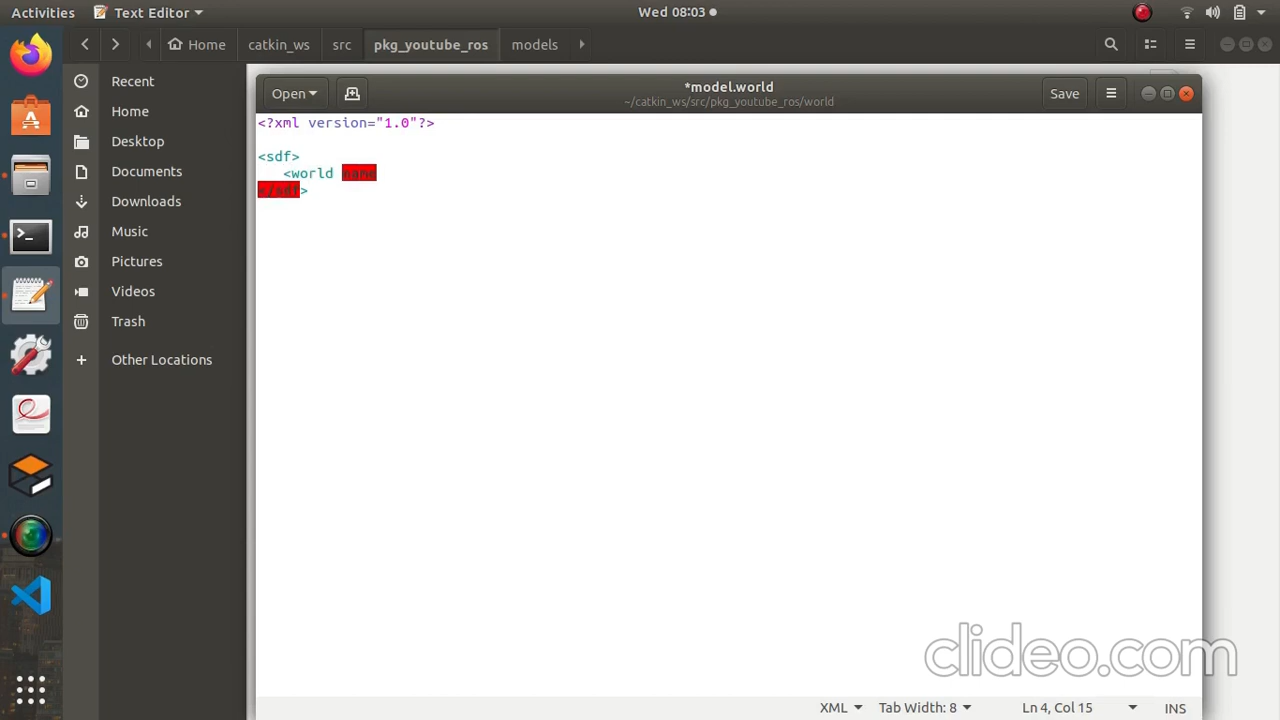 Activities Text Editor Wed 08:03
Home catkin_ws src pkg_youtube_ros models
Recent
Home
Desktop
Documents
Downloads
Music
Pictures
Videos
Trash
Other Locations
Open *model.world Save
~/catkin_ws/src/pkg_youtube_ros/world
<?xml version="1.0"?>
<sdf>
<world name
</sdf>
clideo.com
XML Tab Width: 8 Ln 4, Col 15 INS